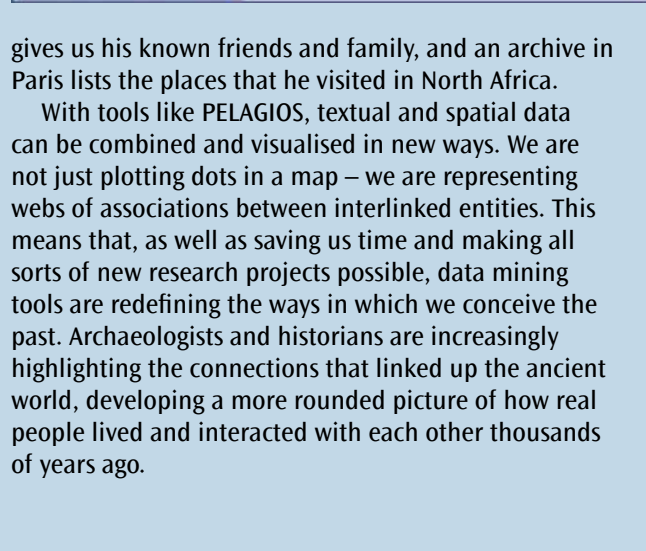 gives us his known friends and family, and an archive in
Paris lists the places that he visited in North Africa.
With tools like PELAGIOS, textual and spatial data
can be combined and visualised in new ways. We are
not just plotting dots in a map – we are representing
webs of associations between interlinked entities. This
means that, as well as saving us time and making all
sorts of new research projects possible, data mining
tools are redefining the ways in which we conceive the
past. Archaeologists and historians are increasingly
highlighting the connections that linked up the ancient
world, developing a more rounded picture of how real
people lived and interacted with each other thousands
of years ago.